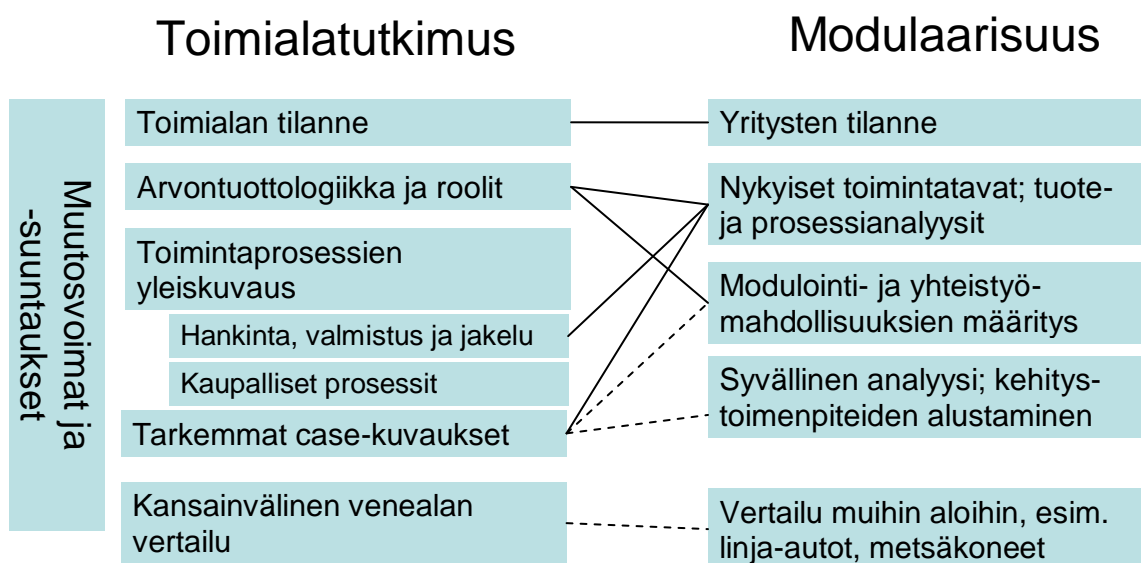 Toimialatutkimus
Modulaarisuus
Muutosvoimat ja
-suuntaukset
Toimialan tilanne
Arvontuottologiikka ja roolit
Toimintaprosessien
yleiskuvaus
Hankinta, valmistus ja jakelu
Kaupalliset prosessit
Tarkemmat case-kuvaukset
Kansainvälinen venealan
vertailu
Yritysten tilanne
Nykyiset toimintatavat; tuote-
ja prosessianalyysit
Modulointi- ja yhteistyö-
mahdollisuuksien määritys
Syvällinen analyysi; kehitys-
toimenpiteiden alustaminen
Vertailu muihin aloihin, esim.
linja-autot, metsäkoneet